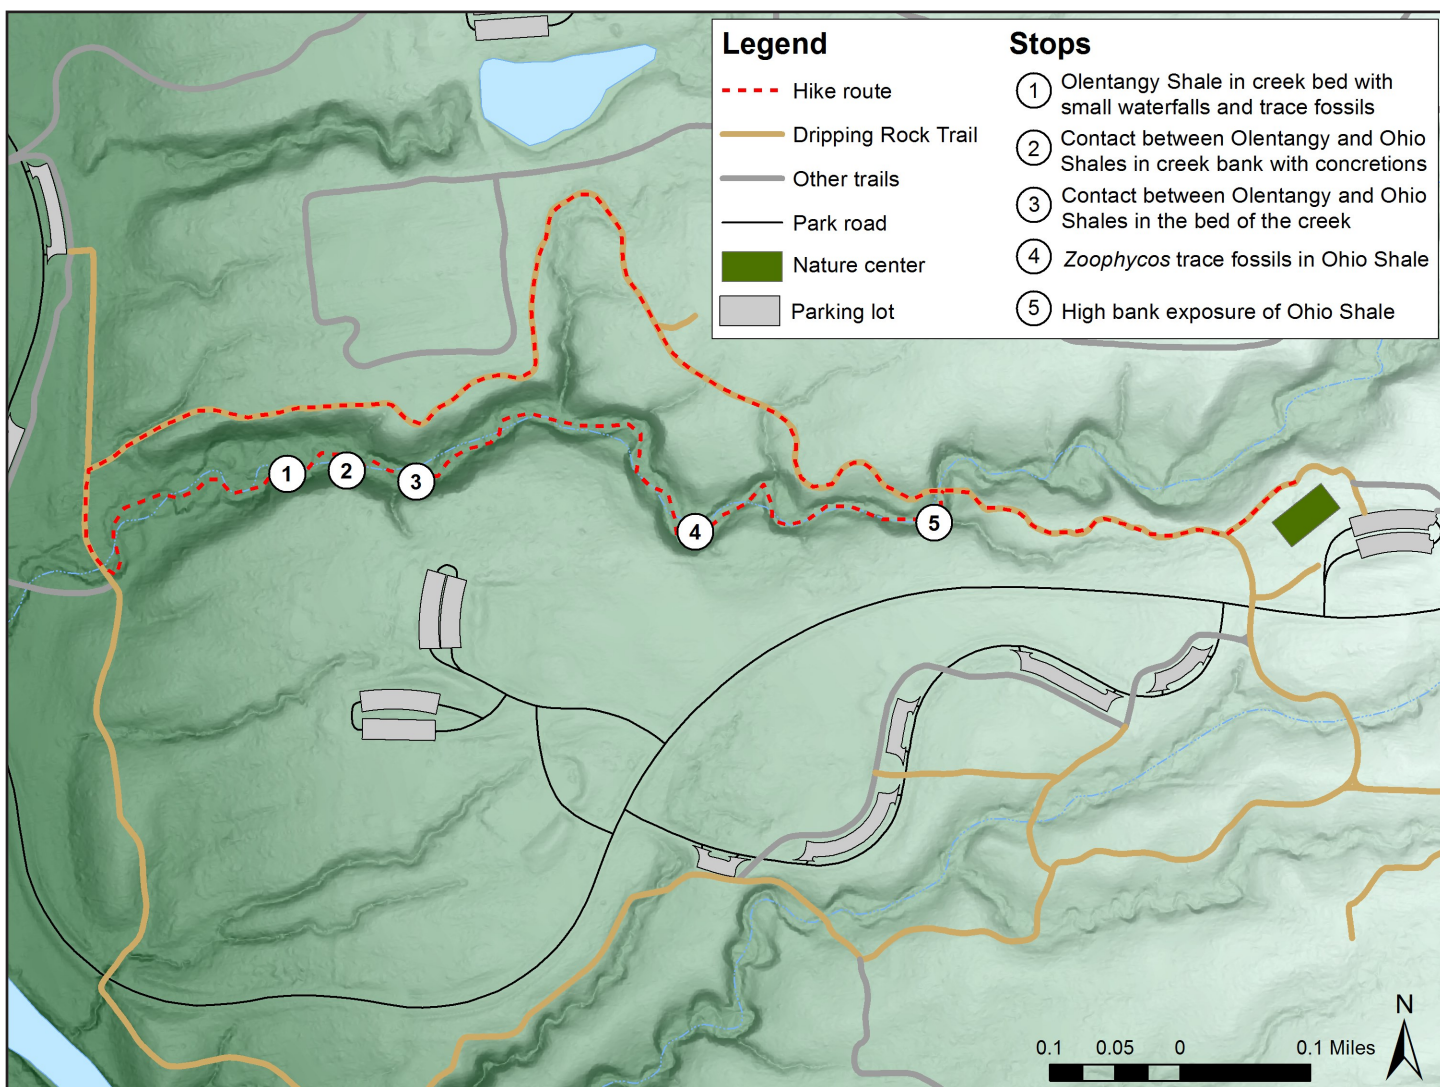 Legend
Hike route
Dripping Rock Trail
Other trails
Park road
Nature center
Parking lot
Stops
1 Olentangy Shale in creek bed with
small waterfalls and trace fossils
2 Contact between Olentangy and Ohio
Shales in creek bank with concretions
3 Contact between Olentangy and Ohio
Shales in the bed of the creek
4 Zoophycos trace fossils in Ohio Shale
5 High bank exposure of Ohio Shale
1
2
3
4
5
N
0.1 0.05 0 0.1 Miles